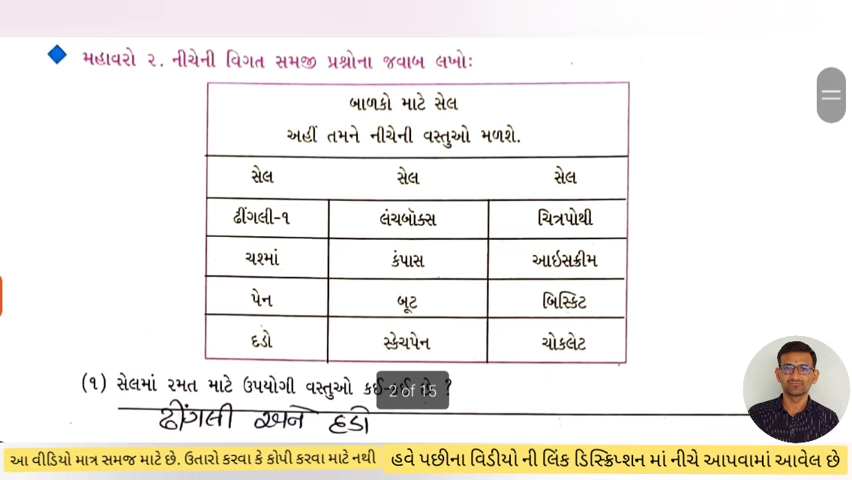 મહાવરો ૨. નીચેની વિગત સમજી પ્રશ્નોના જવાબ લખો:
બાળકો માટે સેલ
અહીં તમને નીચેની વસ્તુઓ મળશે.
સેલ સેલ સેલ
ઢીંગલી-૧ લંચબૉક્સ ચિત્રપોથી
ચશ્માં કંપાસ આઇસક્રીમ
પેન બૂટ બિસ્કિટ
દડો સ્કેચપેન ચોકલેટ
(૧) સેલમાં રમત માટે ઉપયોગી વસ્તુઓ ?
2 of 15
ઢીંગલી અને દડો
આ વીડિયો માત્ર સમજ માટે છે. ઉતારો કરવા કે કોપી કરવા માટે નથી
હવે પછીના વિડીયો ની લિંક ડિસ્ક્રિપ્શન માં નીચે આપવામાં આવેલ છે